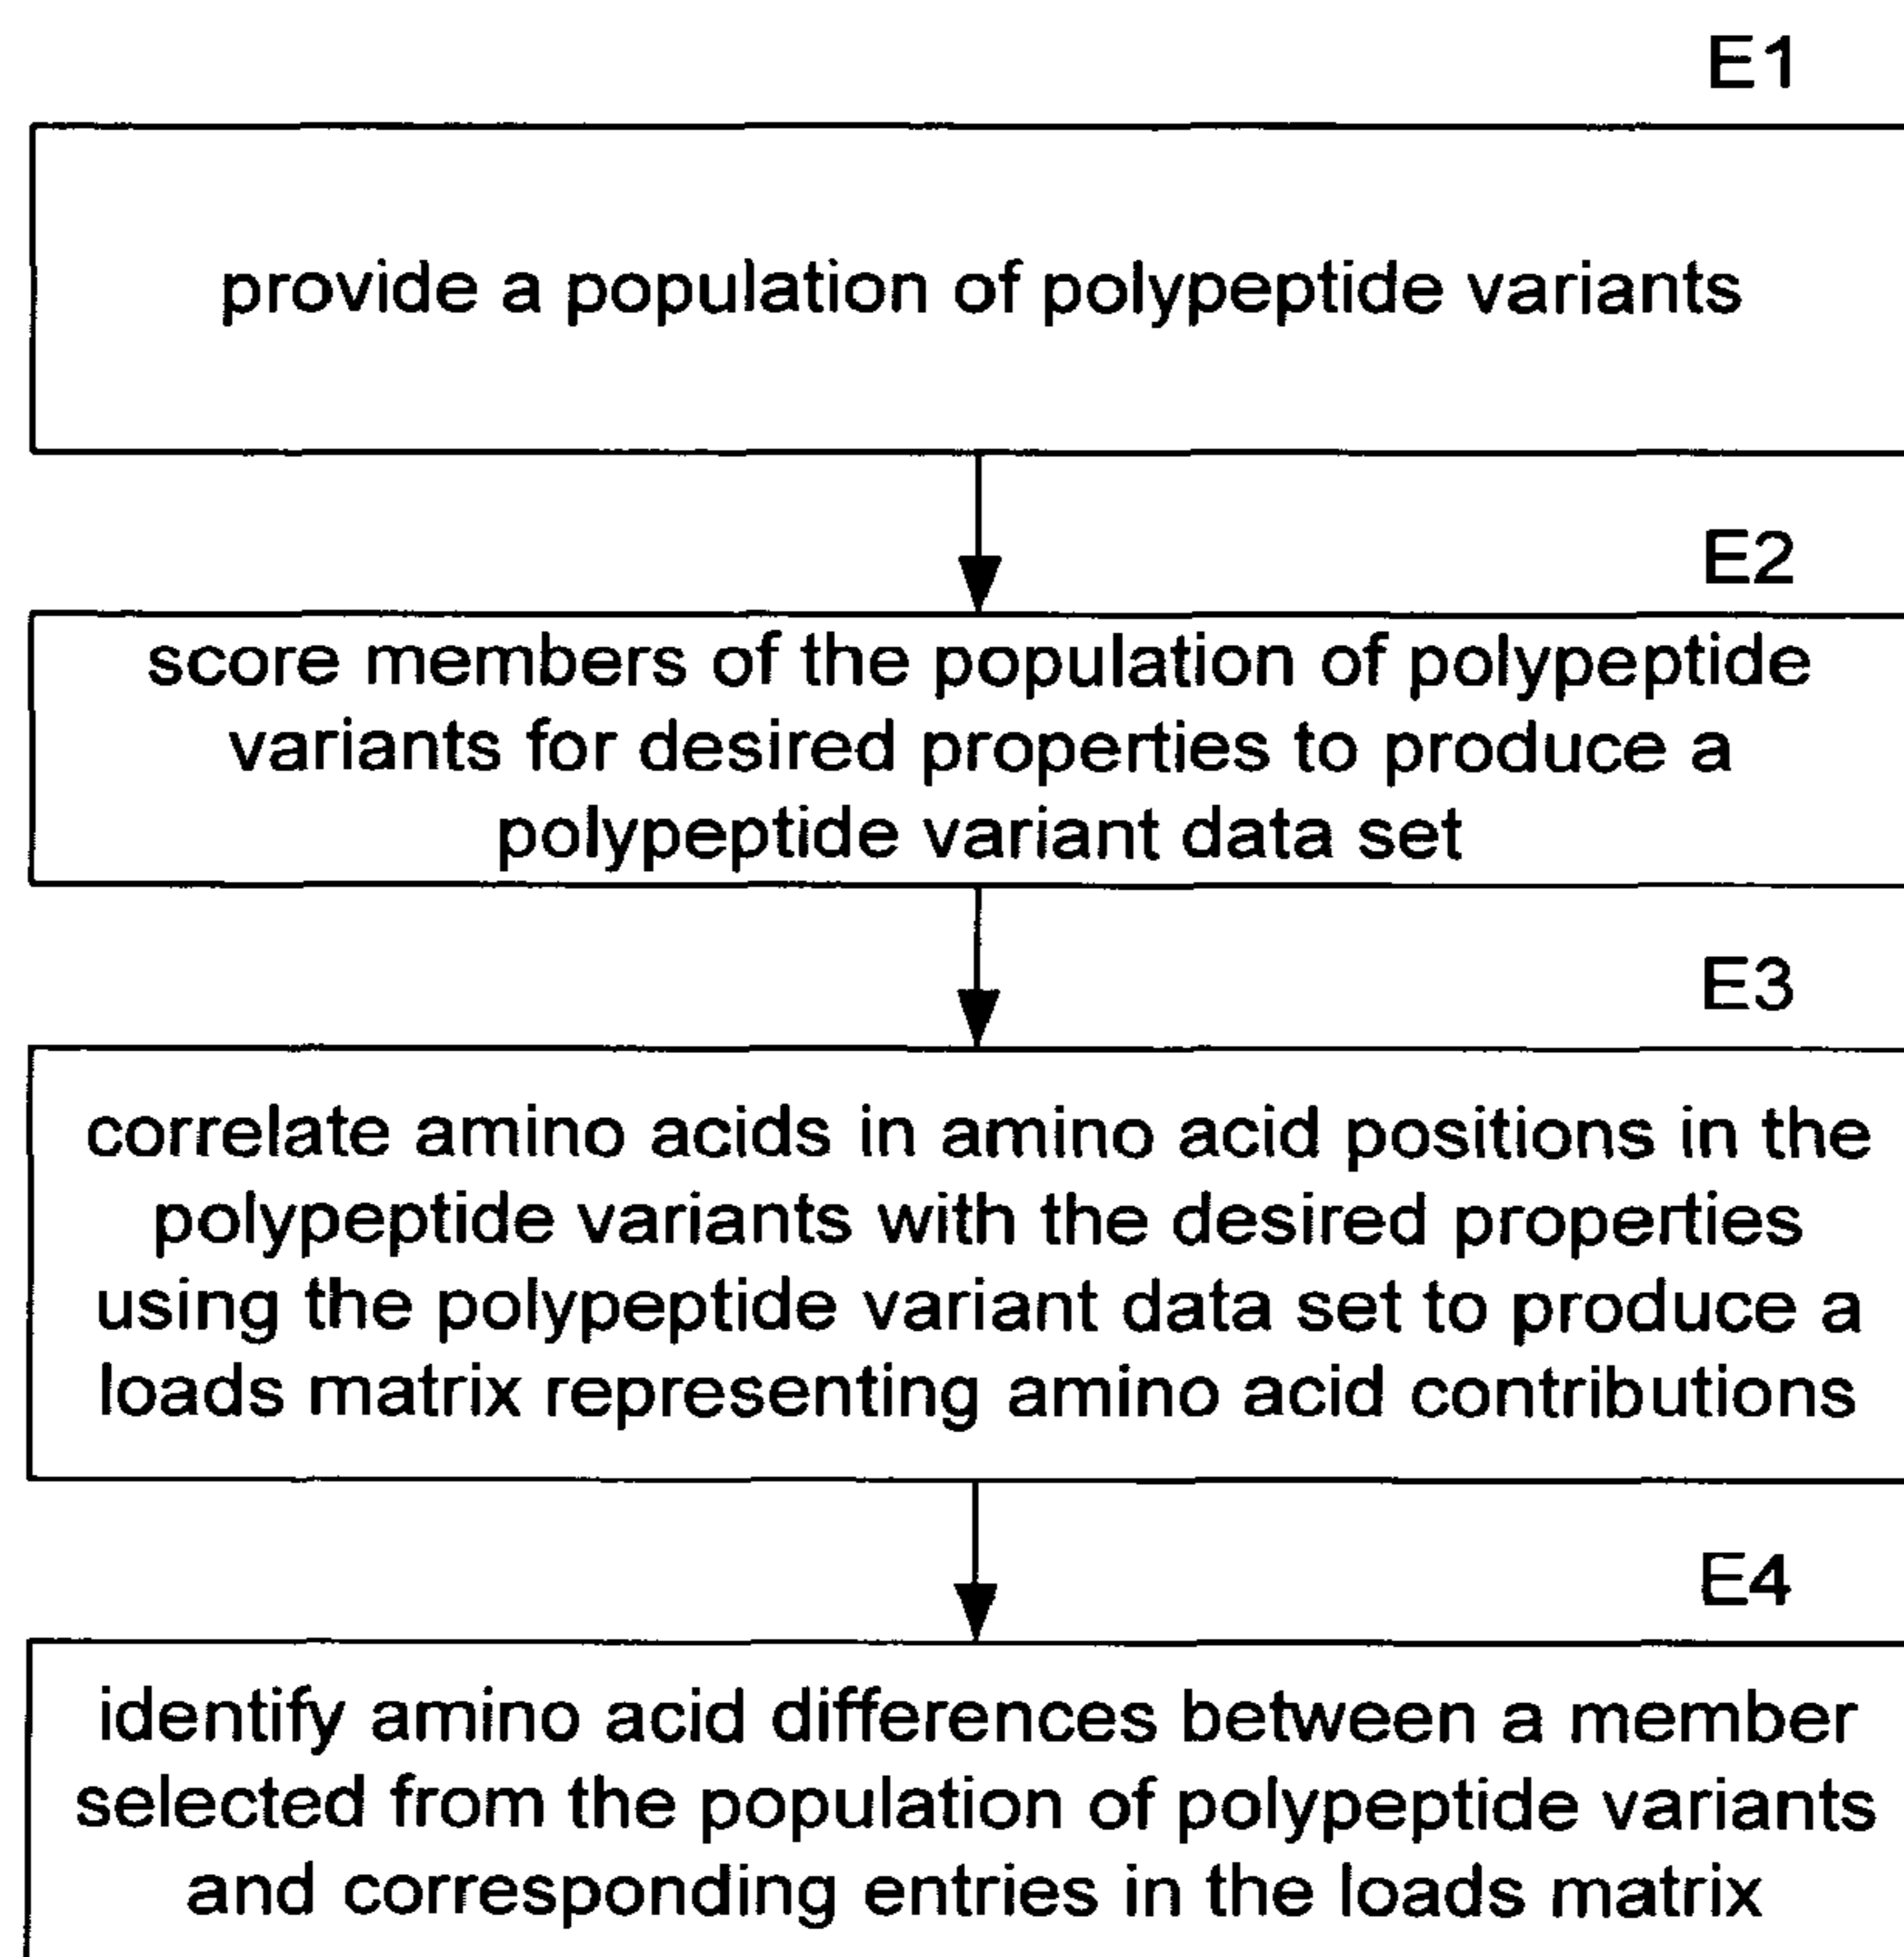 E1
provide a population of polypeptide variants
E2
score members of the population of polypeptide
variants for desired properties to produce a
polypeptide variant data set
E3
correlate amino acids in amino acid positions in the
polypeptide variants with the desired properties
using the polypeptide variant data set to produce a
loads matrix representing amino acid contributions
E4
identify amino acid differences between a member
selected from the population of polypeptide variants
and corresponding entries in the loads matrix